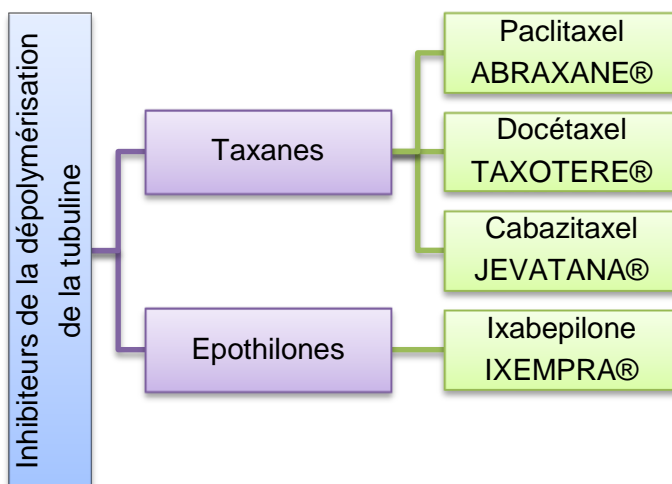 Inhibiteurs de la dépolymérisation
de la tubuline
Taxanes
Paclitaxel
ABRAXANE®
Docétaxel
TAXOTERE®
Cabazitaxel
JEVATANA®
Epothilones
Ixabepilone
IXEMPRA®